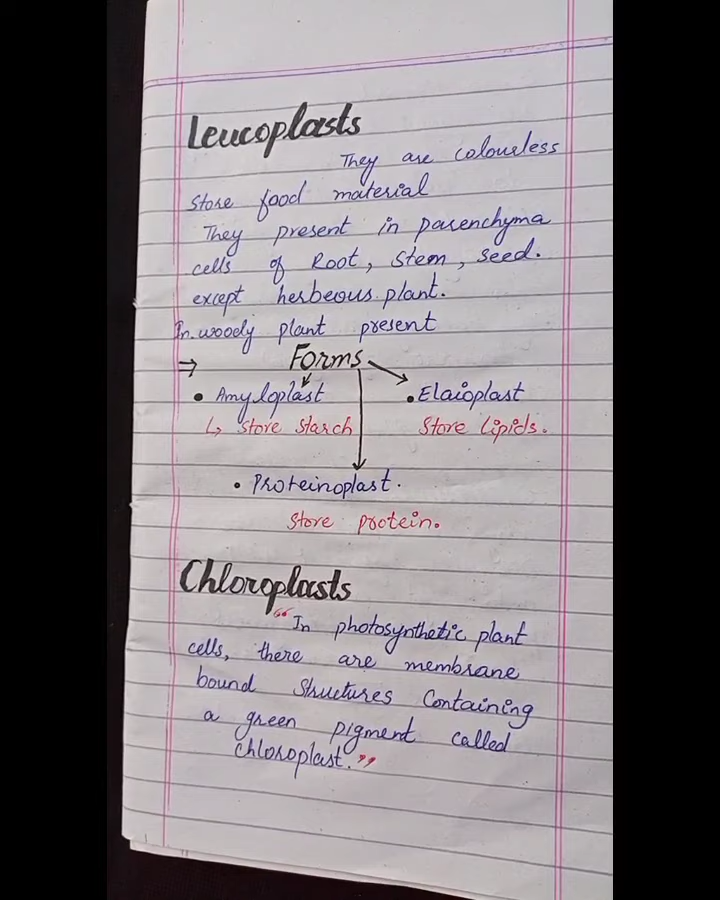 Leucoplasts
They are colourless
store food material
They present in parenchyma
cells of Root, Stem, seed.
except herbeous plant.
In woody plant present
⇒ Forms
• Amyloplast • Elaioplast
↳ store starch Store Lipids.
• Proteinoplast.
Store protein.
Chloroplasts
“In photosynthetic plant
cells, there are membrane
bound Structures Containing
a green pigment called
Chloroplast.”